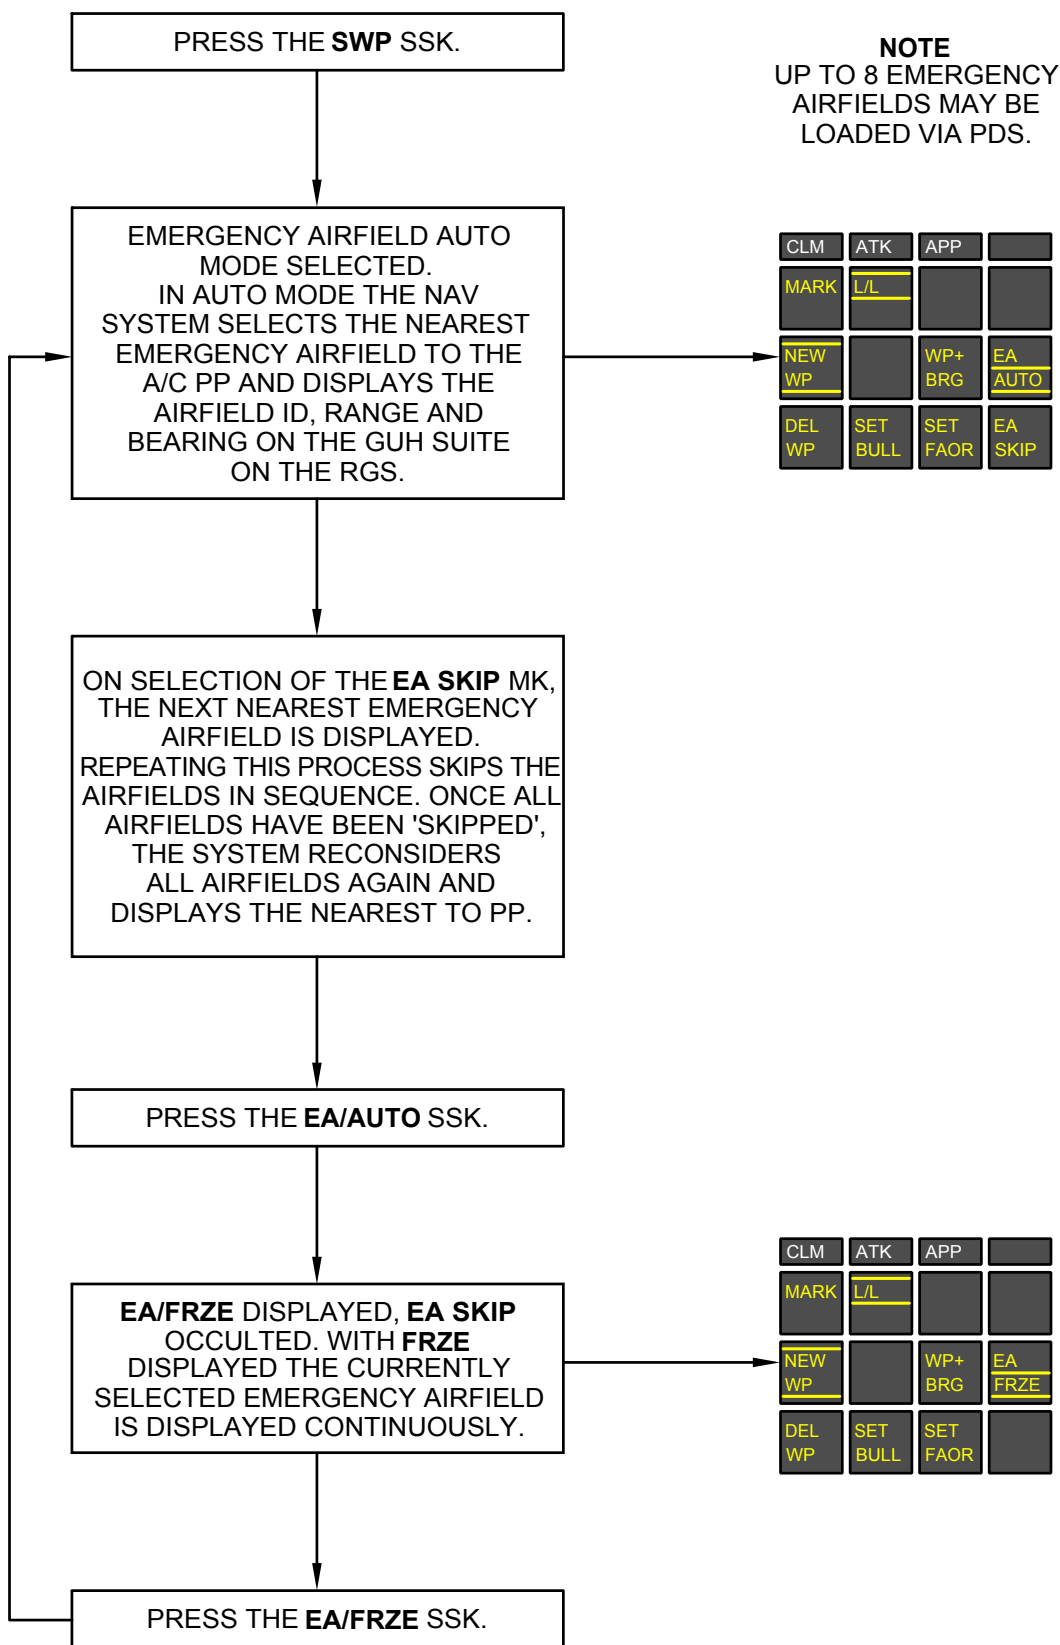 PRESS THE SWP SSK.
NOTE
UP TO 8 EMERGENCY
AIRFIELDS MAY BE
LOADED VIA PDS.
EMERGENCY AIRFIELD AUTO
MODE SELECTED.
IN AUTO MODE THE NAV
SYSTEM SELECTS THE NEAREST
EMERGENCY AIRFIELD TO THE
A/C PP AND DISPLAYS THE
AIRFIELD ID, RANGE AND
BEARING ON THE GUH SUITE
ON THE RGS.
CLM ATK APP
MARK L/L
NEW WP+ EA
WP BRG AUTO
DEL SET SET EA
WP BULL FAOR SKIP
ON SELECTION OF THE EA SKIP MK,
THE NEXT NEAREST EMERGENCY
AIRFIELD IS DISPLAYED.
REPEATING THIS PROCESS SKIPS THE
AIRFIELDS IN SEQUENCE. ONCE ALL
AIRFIELDS HAVE BEEN 'SKIPPED',
THE SYSTEM RECONSIDERS
ALL AIRFIELDS AGAIN AND
DISPLAYS THE NEAREST TO PP.
PRESS THE EA/AUTO SSK.
EA/FRZE DISPLAYED, EA SKIP
OCCULTED. WITH FRZE
DISPLAYED THE CURRENTLY
SELECTED EMERGENCY AIRFIELD
IS DISPLAYED CONTINUOUSLY.
CLM ATK APP
MARK L/L
NEW WP+ EA
WP BRG FRZE
DEL SET SET
WP BULL FAOR
PRESS THE EA/FRZE SSK.